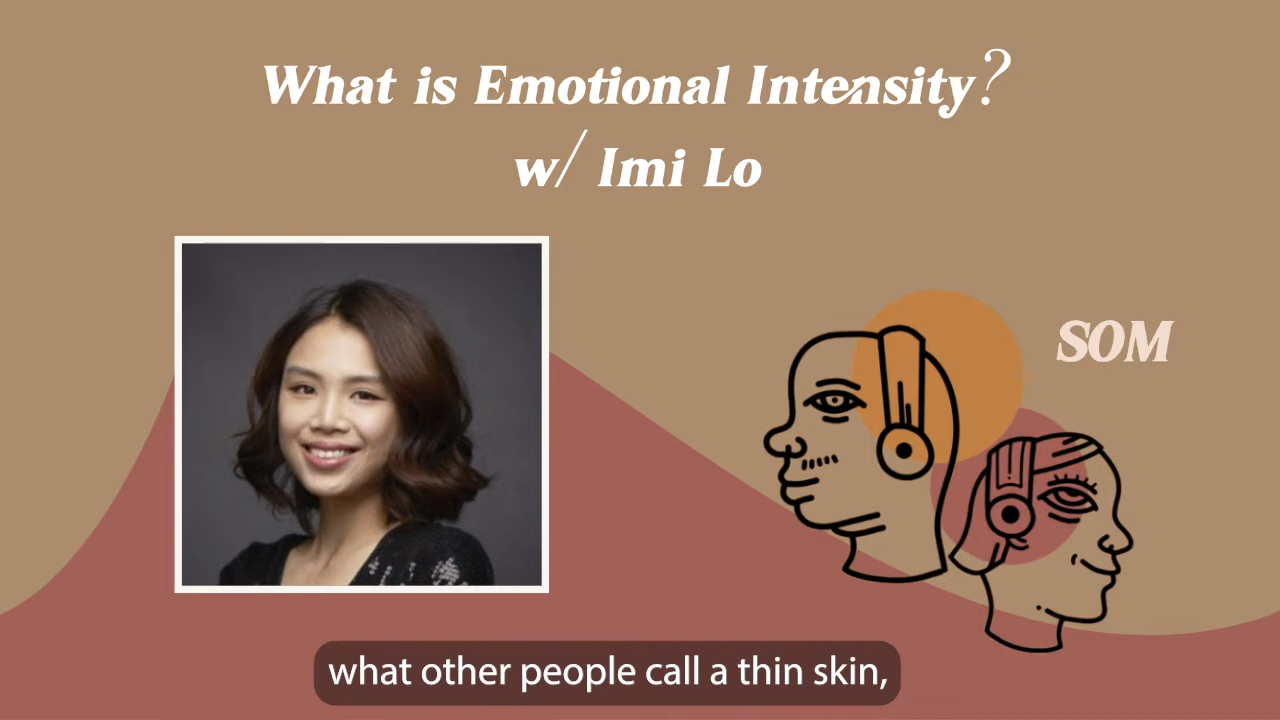 What is Emotional Intensity?
w/ Imi Lo
SOM
what other people call a thin skin,